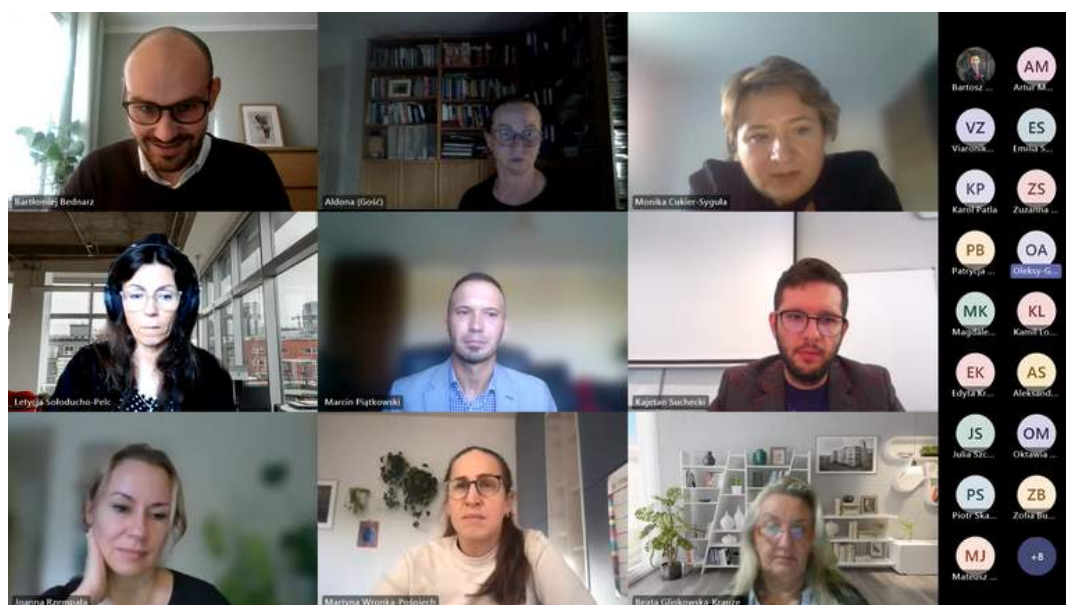 Bartłomiej Bednarz
Aldona (Gość)
Monika Cukier-Syguła
Letycja Sołoducho-Pelc
Marcin Piątkowski
Kajetan Suchecki
Joanna Rzempała
Martyna Wronka-Pośpiech
Beata Glinkowska-Krauze
Bartosz ...
AM
Artur M...
VZ
Viaronik...
ES
Emilia S...
KP
Karol Patla
ZS
Zuzanna ...
PB
Patrycja ...
OA
Oleksy-G...
MK
Magdale...
KL
Kamil Lo...
EK
Edyta Kr...
AS
Aleksand...
JS
Julia Szc...
OM
Oktawia ...
PS
Piotr Ska...
ZB
Zofia Bu...
MJ
Mateusz ...
+8